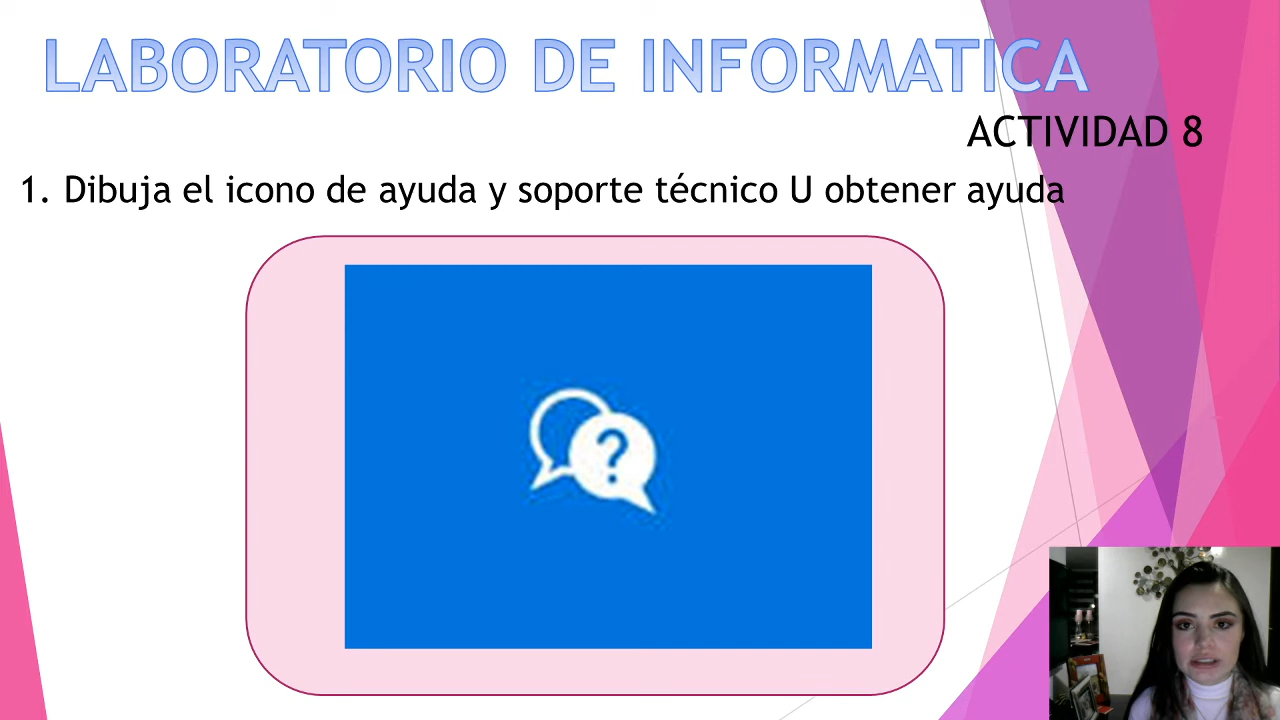 LABORATORIO DE INFORMATICA
ACTIVIDAD 8
1. Dibuja el icono de ayuda y soporte técnico U obtener ayuda
?